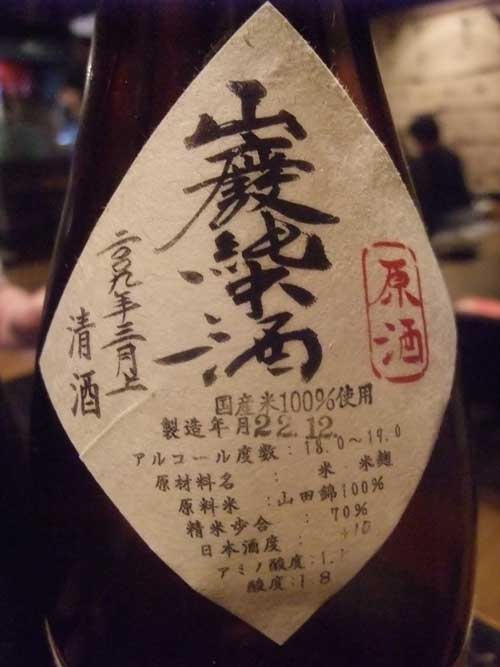 山廢純米酒
原酒
二〇〇九年三月上
清酒
国産米100%使用
製造年月22.12.
アルコール度数:18.0~19.0
原材料名 : 米 米麹
原料米 :山田錦100%
精米歩合 : 70%
日本酒度 : +10
アミノ酸度:1.
酸度:1.8